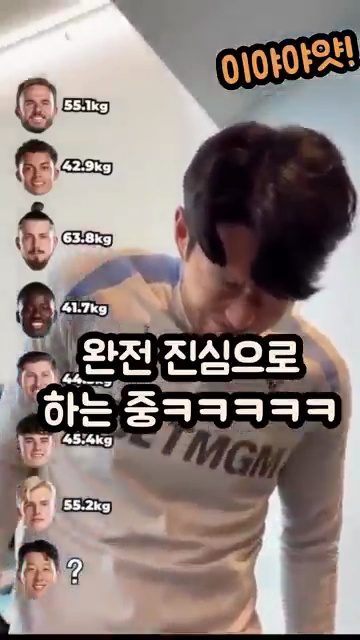 이야야얏!
55.1kg
42.9kg
63.8kg
41.7kg
완전 진심으로
하는 중ㅋㅋㅋㅋㅋ
45.4kg
55.2kg
?